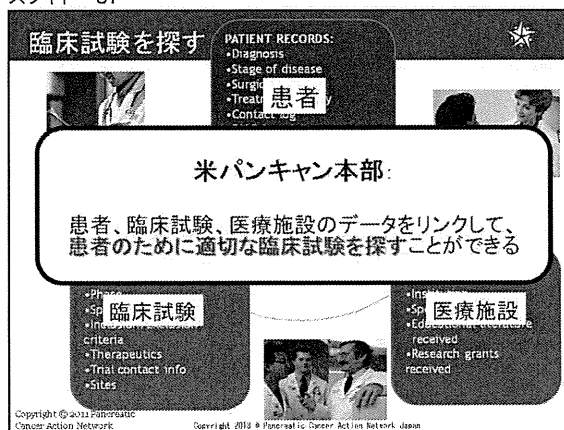 臨床試験を探す
PATIENT RECORDS:
•Diagnosis
•Stage of disease
患者
米パンキャン本部:
患者、臨床試験、医療施設のデータをリンクして、
患者のために適切な臨床試験を探すことができる
臨床試験
criteria
•Therapeutics
•Trial contact info
•Sites
医療施設
received
•Research grants
received
Copyright © 2011 Pancreatic
Cancer Action Network
Copyright 2013 © Pancreatic Cancer Action Network Japan